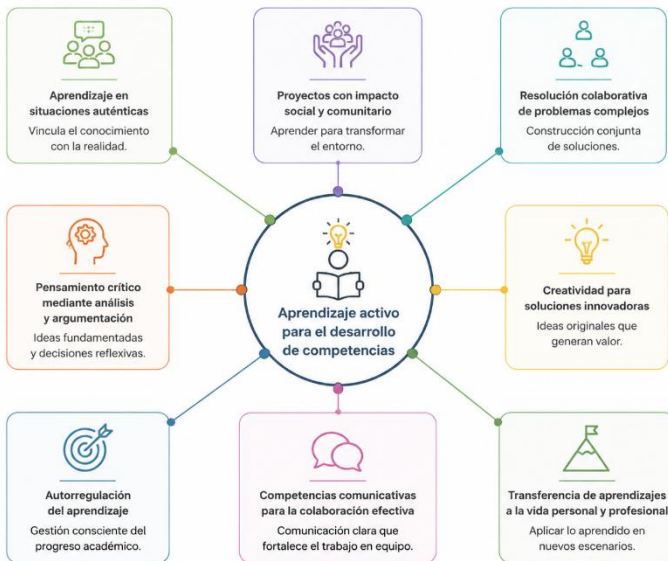 Aprendizaje en
situaciones auténticas
Vincula el conocimiento
con la realidad.
Proyectos con impacto
social y comunitario
Aprender para transformar
el entorno.
Resolución colaborativa
de problemas complejos
Construcción conjunta
de soluciones.
Pensamiento crítico
mediante análisis
y argumentación
Ideas fundamentadas
y decisiones reflexivas.
Aprendizaje activo
para el desarrollo
de competencias
Creatividad para
soluciones innovadoras
Ideas originales que
generan valor.
Autorregulación
del aprendizaje
Gestión consciente del
progreso académico.
Competencias comunicativas
para la colaboración efectiva
Comunicación clara que
fortalece el trabajo en equipo.
Transferencia de aprendizajes
a la vida personal y profesional
Aplicar lo aprendido en
nuevos escenarios.